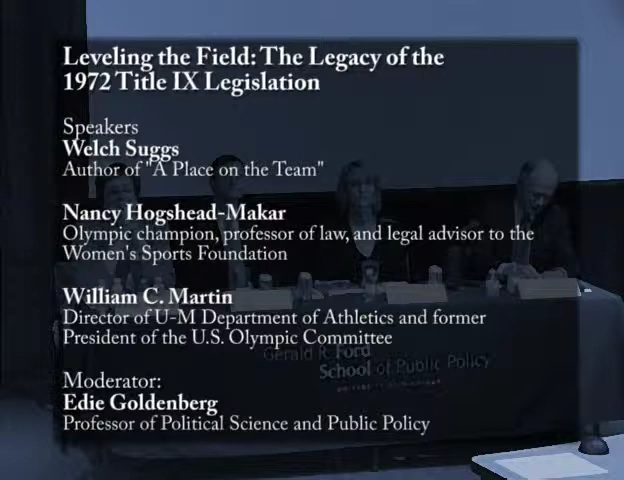 Leveling the Field: The Legacy of the
1972 Title IX Legislation
Speakers
Welch Suggs
Author of "A Place on the Team"
Nancy Hogshead-Makar
Olympic champion, professor of law, and legal advisor to the
Women's Sports Foundation
William C. Martin
Director of U-M Department of Athletics and former
President of the U.S. Olympic Committee
Gerald R. Ford
School of Public Policy
Moderator:
Edie Goldenberg
Professor of Political Science and Public Policy